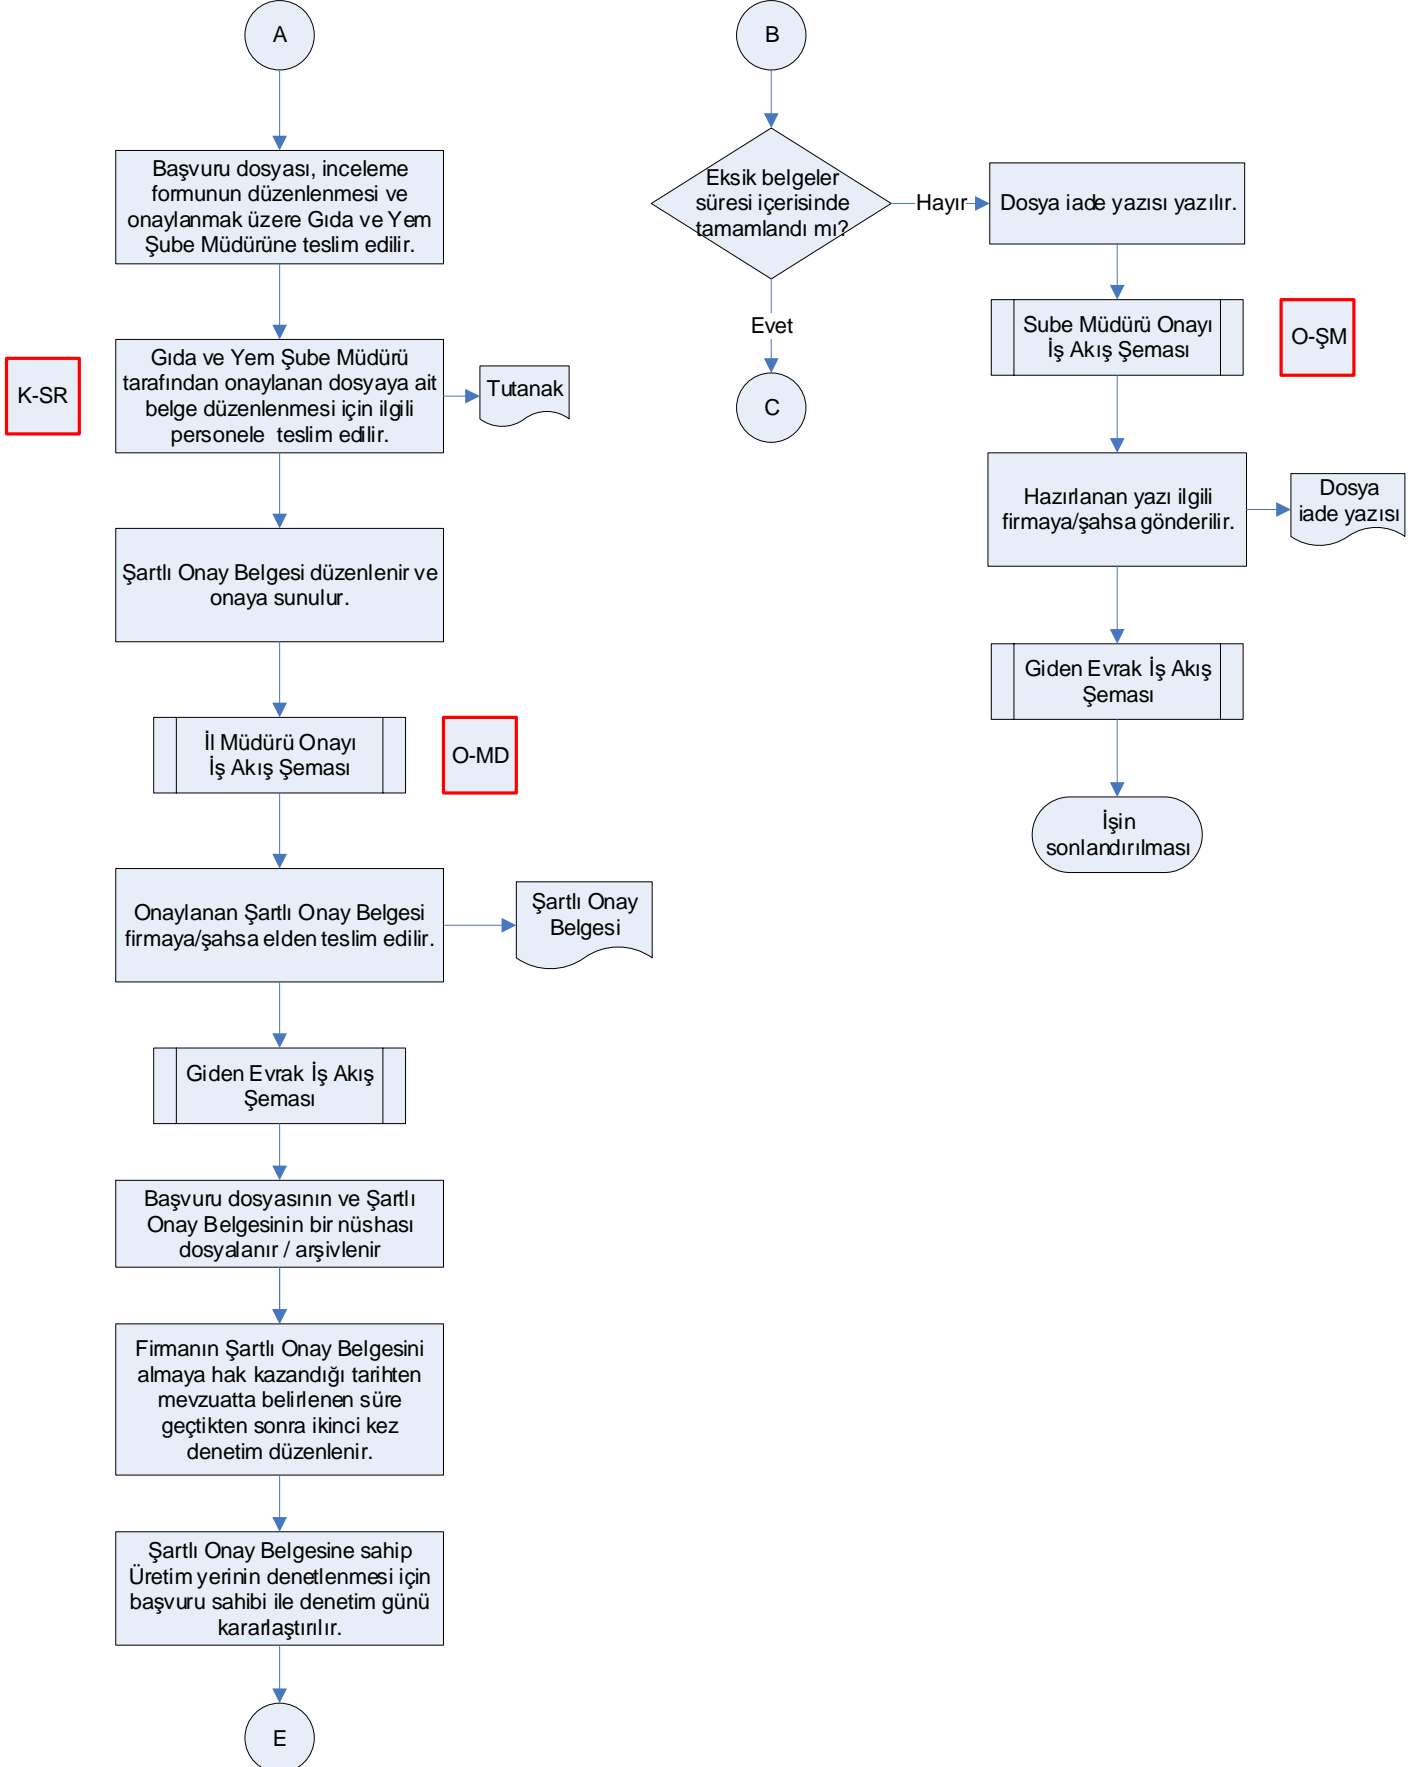 A
Başvuru dosyası, inceleme
formunun düzenlenmesi ve
onaylanmak üzere Gıda ve Yem
Şube Müdürüne teslim edilir.
K-SR
Gıda ve Yem Şube Müdürü
tarafından onaylanan dosyaya ait
belge düzenlenmesi için ilgili
personele teslim edilir.
Tutanak
Şartlı Onay Belgesi düzenlenir ve
onaya sunulur.
İl Müdürü Onayı
İş Akış Şeması
O-MD
Onaylanan Şartlı Onay Belgesi
firmaya/şahsa elden teslim edilir.
Şartlı Onay
Belgesi
Giden Evrak İş Akış
Şeması
Başvuru dosyasının ve Şartlı
Onay Belgesinin bir nüshası
dosyalanır / arşivlenir
Firmanın Şartlı Onay Belgesini
almaya hak kazandığı tarihten
mevzuatta belirlenen süre
geçtikten sonra ikinci kez
denetim düzenlenir.
Şartlı Onay Belgesine sahip
Üretim yerinin denetlenmesi için
başvuru sahibi ile denetim günü
kararlaştırılır.
E
B
Eksik belgeler
süresi içerisinde
tamamlandı mı?
Hayır
Dosya iade yazısı yazılır.
Evet
C
Sube Müdürü Onayı
İş Akış Şeması
O-ŞM
Hazırlanan yazı ilgili
firmaya/şahsa gönderilir.
Dosya
iade yazısı
Giden Evrak İş Akış
Şeması
İşin
sonlandırılması